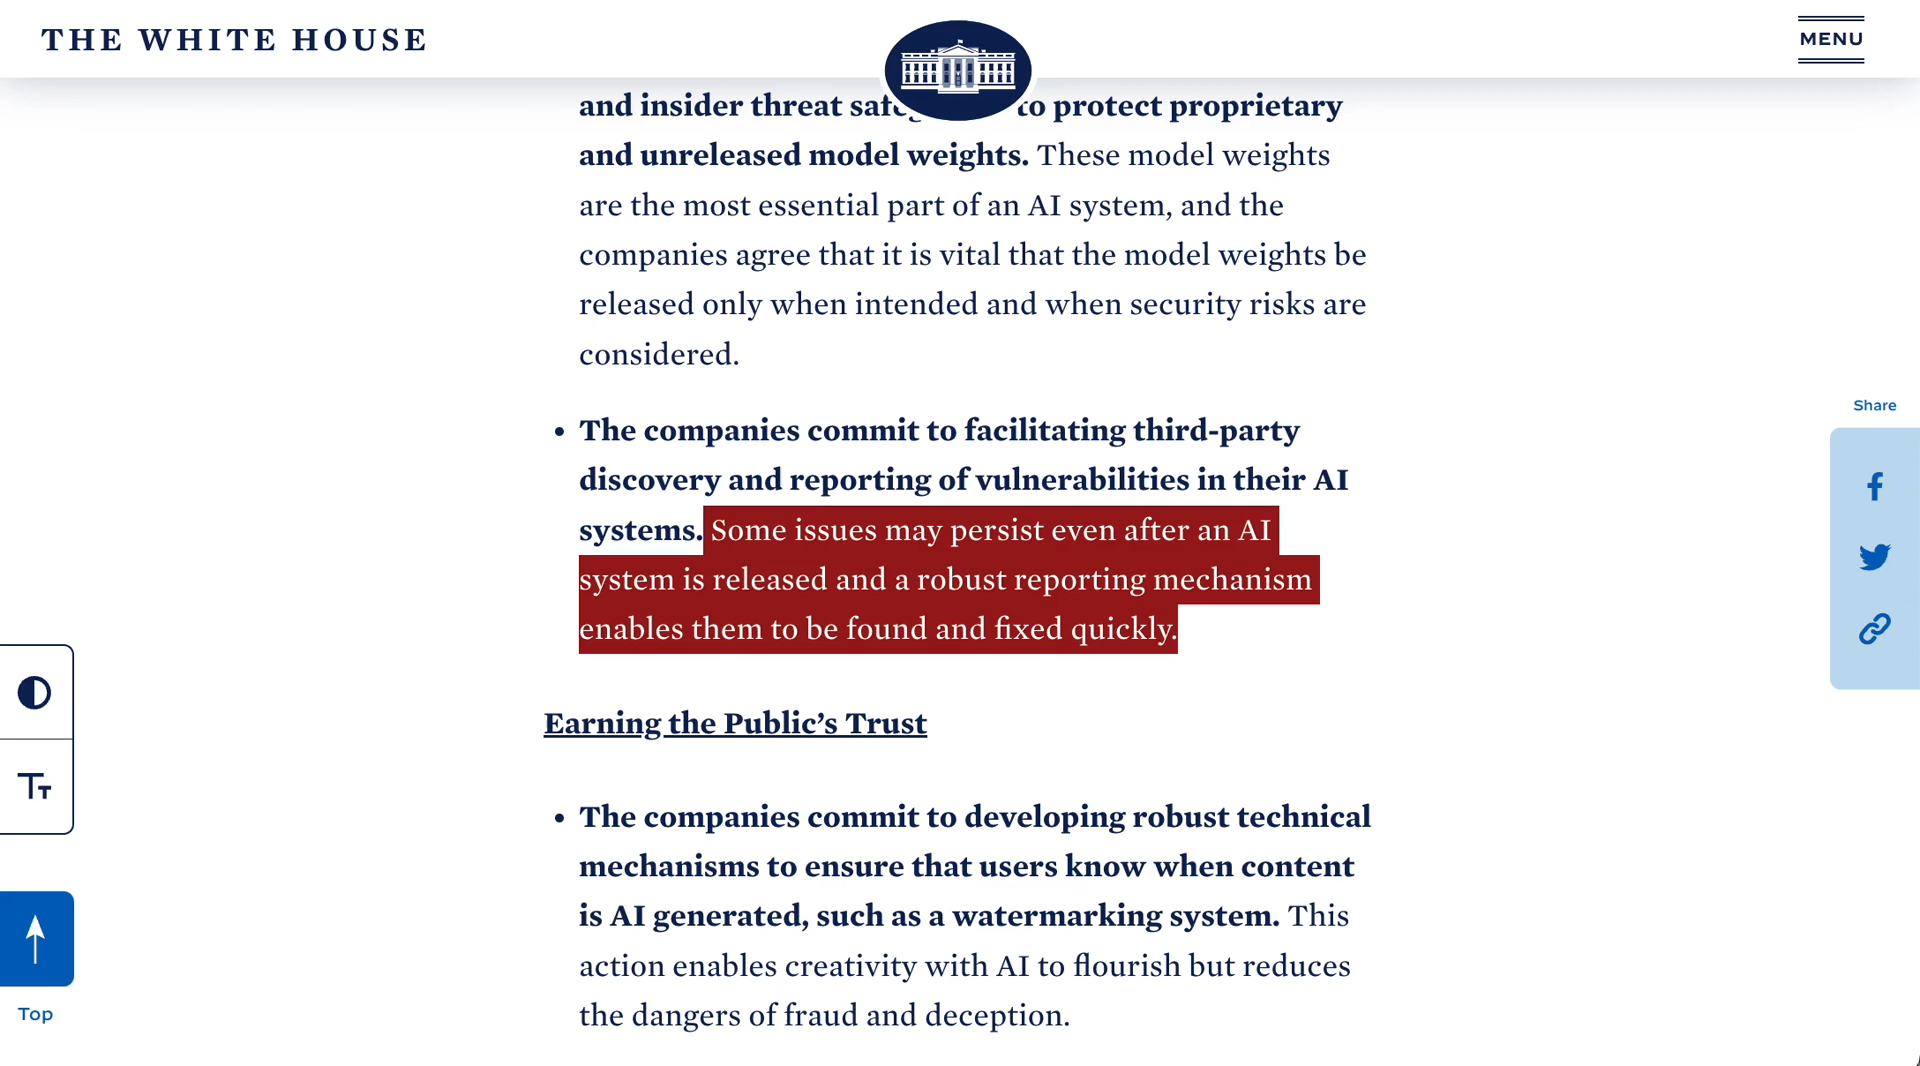 THE WHITE HOUSE
MENU
and insider threat to protect proprietary
and unreleased model weights. These model weights
are the most essential part of an AI system, and the
companies agree that it is vital that the model weights be
released only when intended and when security risks are
considered.
• The companies commit to facilitating third-party
discovery and reporting of vulnerabilities in their AI
systems. Some issues may persist even after an AI
system is released and a robust reporting mechanism
enables them to be found and fixed quickly.
Earning the Public’s Trust
• The companies commit to developing robust technical
mechanisms to ensure that users know when content
is AI generated, such as a watermarking system. This
action enables creativity with AI to flourish but reduces
the dangers of fraud and deception.
Share
Tт
Top